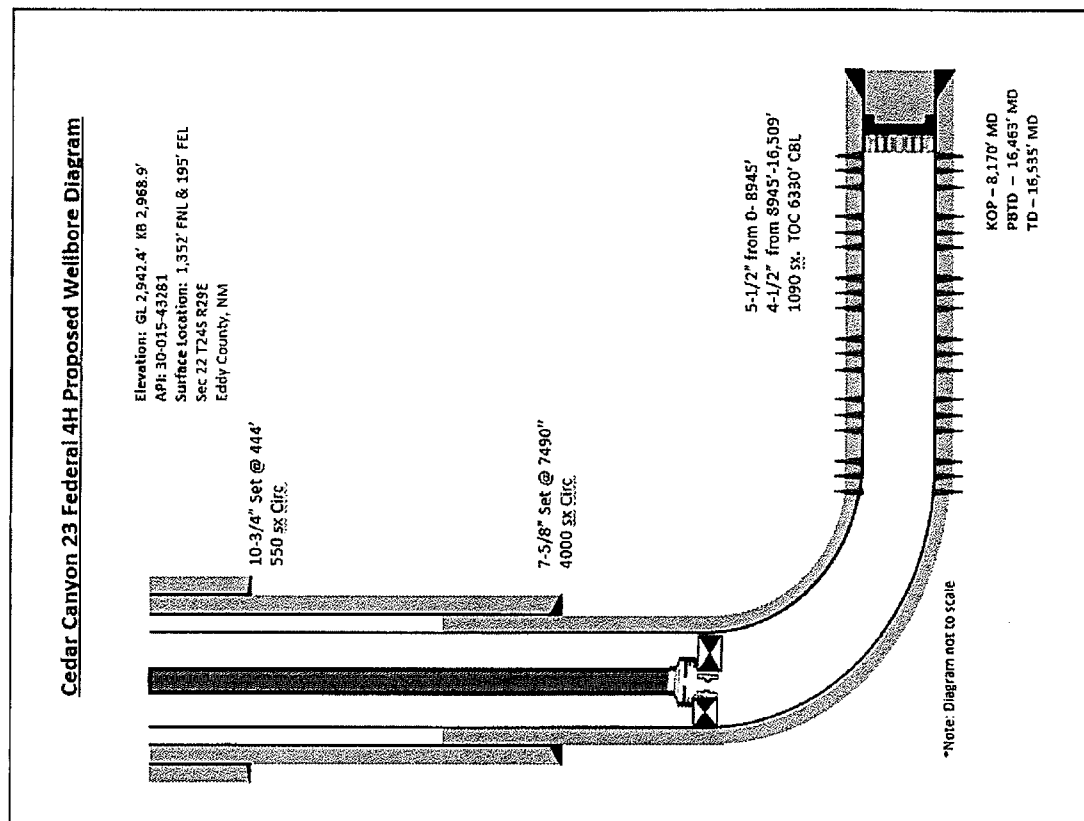 Cedar Canyon 23 Federal 4H Proposed Wellbore Diagram
Elevation: GL 2,942.4' KB 2,968.9'
API: 30-015-43281
Surface Location: 1,352' FNL & 195' FEL
Sec 22 T24S R29E
Eddy County, NM
10-3/4" Set @ 444'
550 sx Circ
7-5/8" Set @ 7490"
4000 sx Circ
5-1/2" from 0- 8945'
4-1/2" from 8945'-16,509'
1090 sx. TOC 6330' CBL
KOP – 8,170' MD
PBTD – 16,463' MD
TD – 16,535' MD
*Note: Diagram not to scale